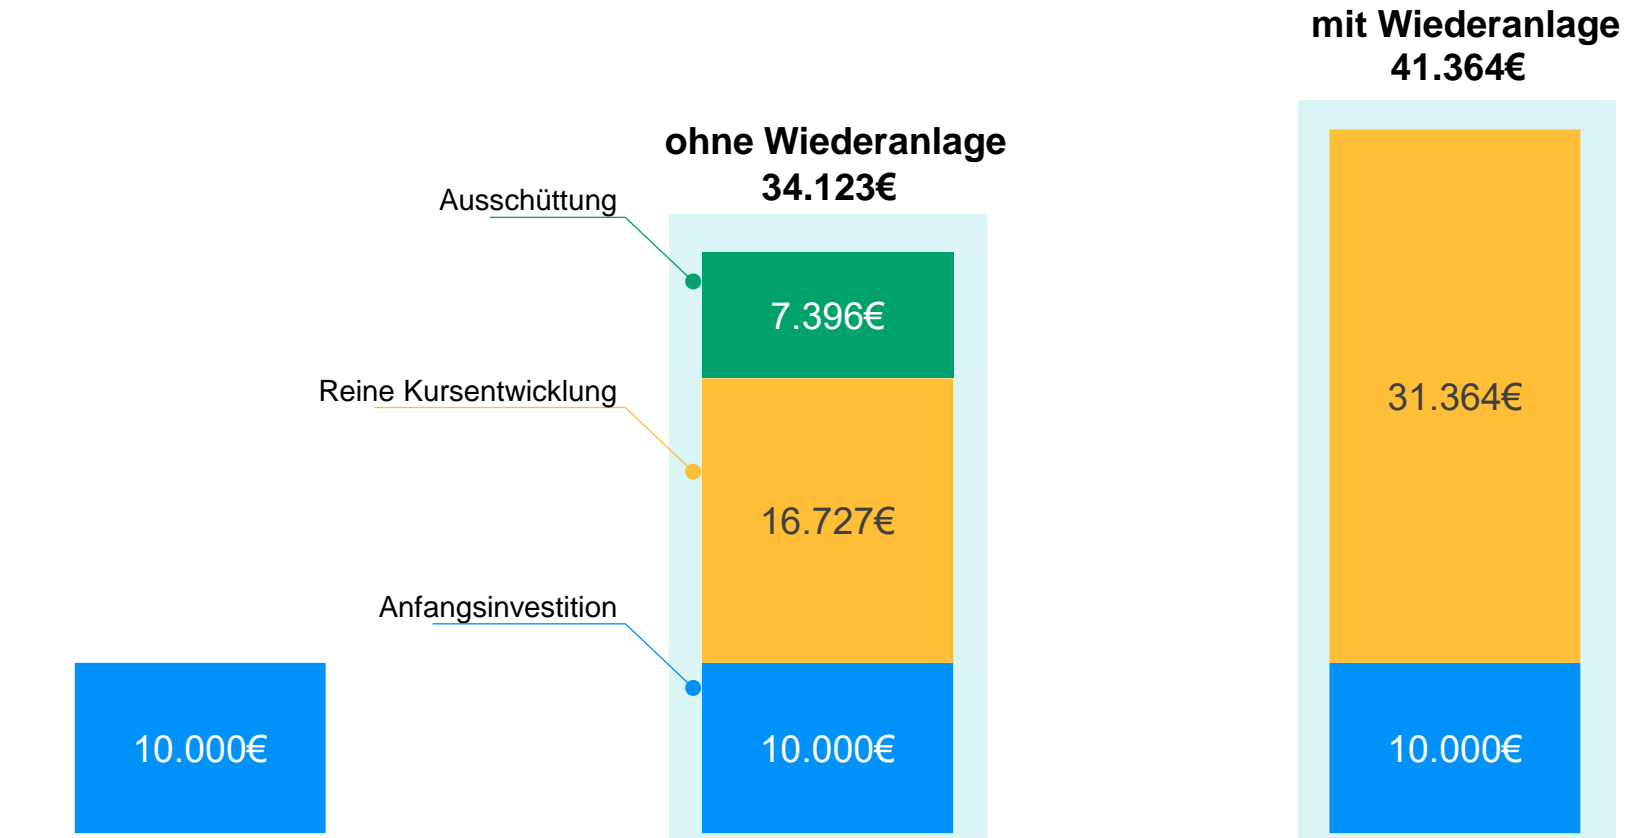 mit Wiederanlage
41.364€
ohne Wiederanlage
34.123€
Ausschüttung
7.396€
Reine Kursentwicklung
31.364€
16.727€
Anfangsinvestition
10.000€
10.000€
10.000€